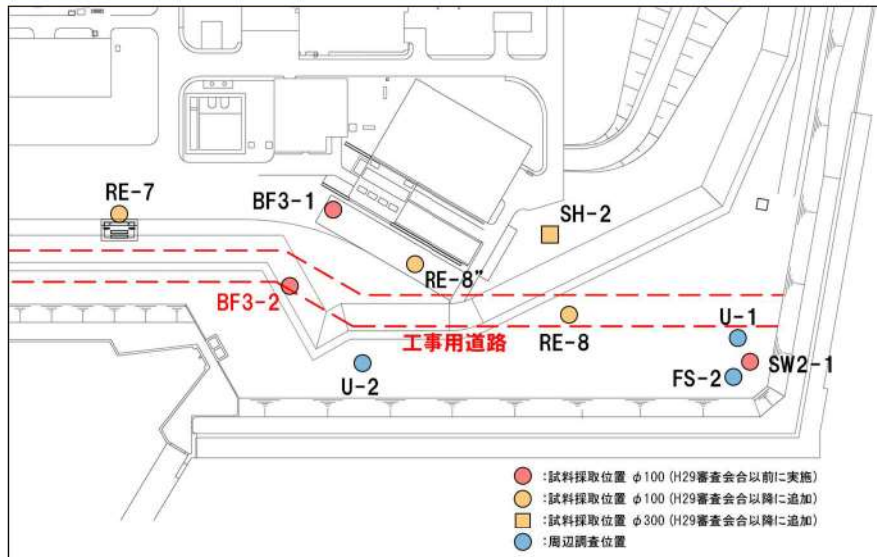 RE-7
BF3-1
SH-2
RE-8”
BF3-2
工事用道路
RE-8
U-1
SW2-1
U-2
FS-2
:試料採取位置 φ100 (H29審査会合以前に実施)
:試料採取位置 φ100 (H29審査会合以降に追加)
:試料採取位置 φ300 (H29審査会合以降に追加)
:周辺調査位置